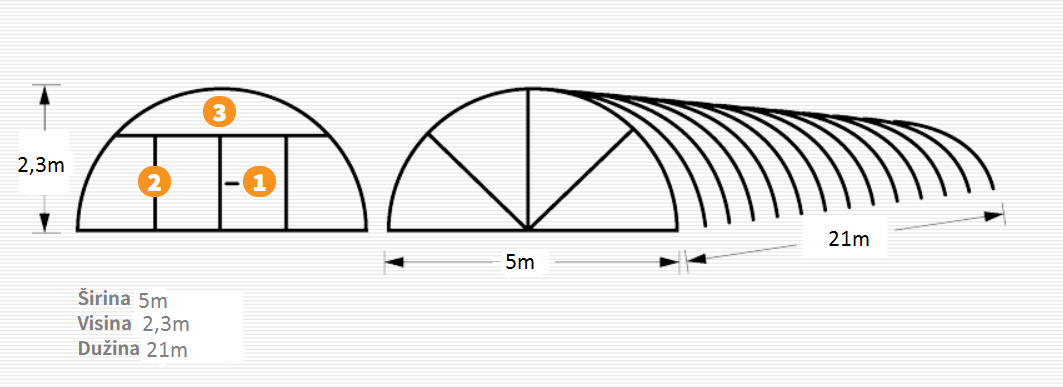 3
2,3m
2
1
21m
5m
Širina 5m
Visina 2,3m
Dužina 21m